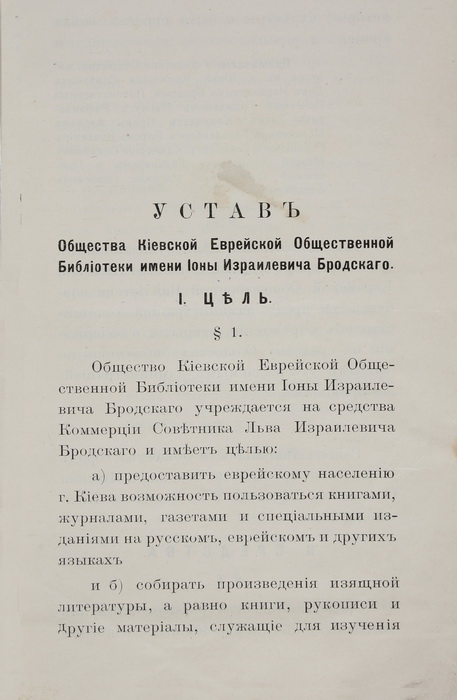 УСТАВЪ
Общества Кіевской Еврейской Общественной
Библіотеки имени Іоны Израилевича Бродскаго.
I. ЦѢЛЬ.
§ 1.
Общество Кіевской Еврейской Обще-
ственной Библіотеки имени Іоны Израиле-
вича Бродскаго учреждается на средства
Коммерціи Совѣтника Льва Израилевича
Бродскаго и имѣетъ цѣлью:
а) предоставить еврейскому населенію
г. Кіева возможность пользоваться книгами,
журналами, газетами и спеціальными из-
даніями на русскомъ, еврейскомъ и другихъ
языкахъ
и б) собирать произведенія изящной
литературы, а равно книги, рукописи и
другіе матеріалы, служащіе для изученія